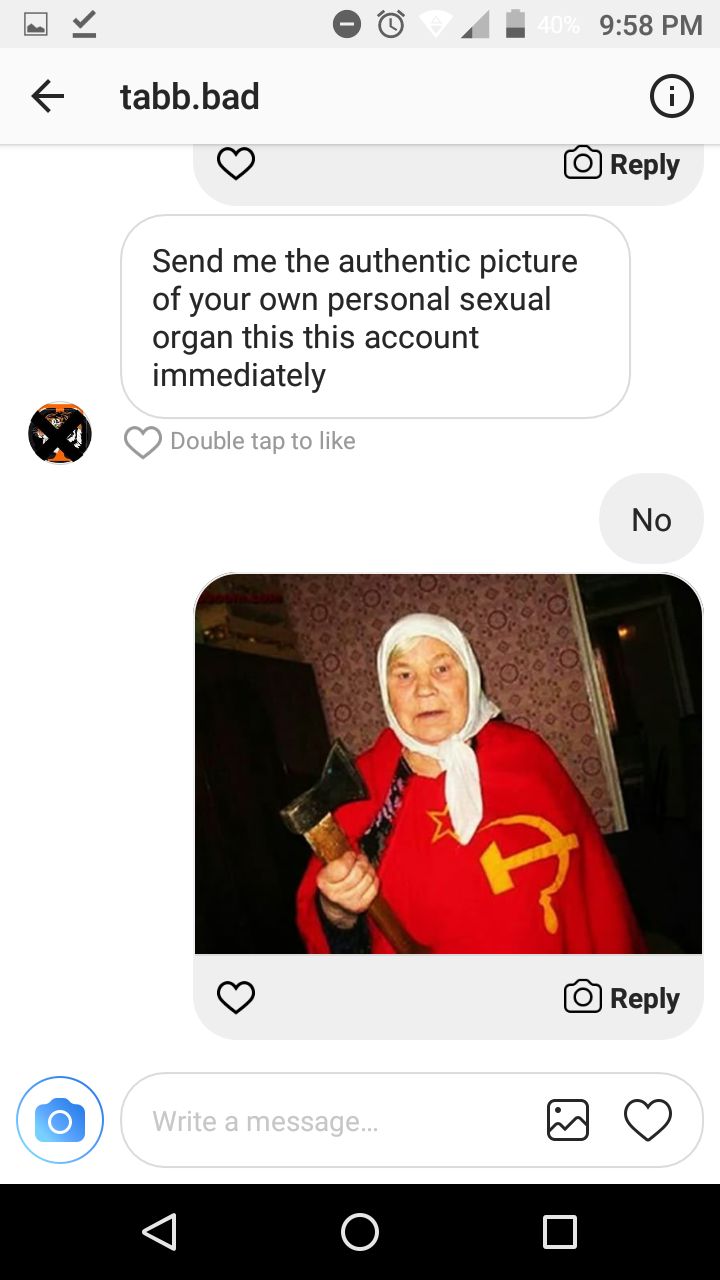 40% 9:58 PM
tabb.bad
Reply
Send me the authentic picture
of your own personal sexual
organ this this account
immediately
Double tap to like
No
Reply
Write a message...